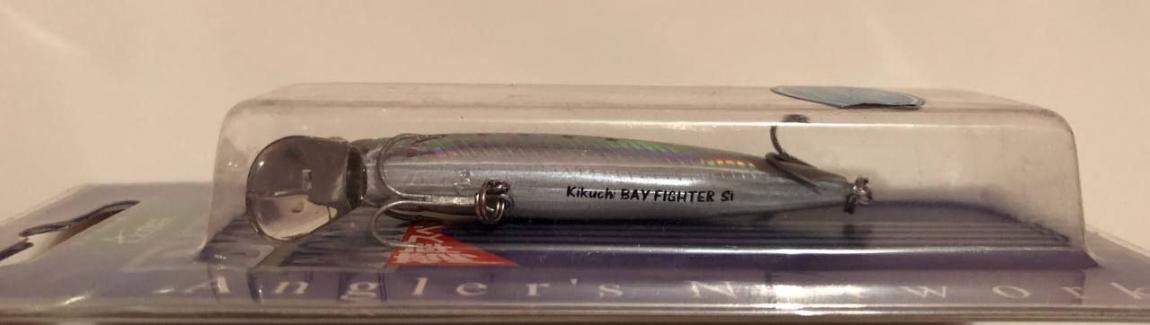 Kikuchi BAY FIGHTER SI
Angler's Network